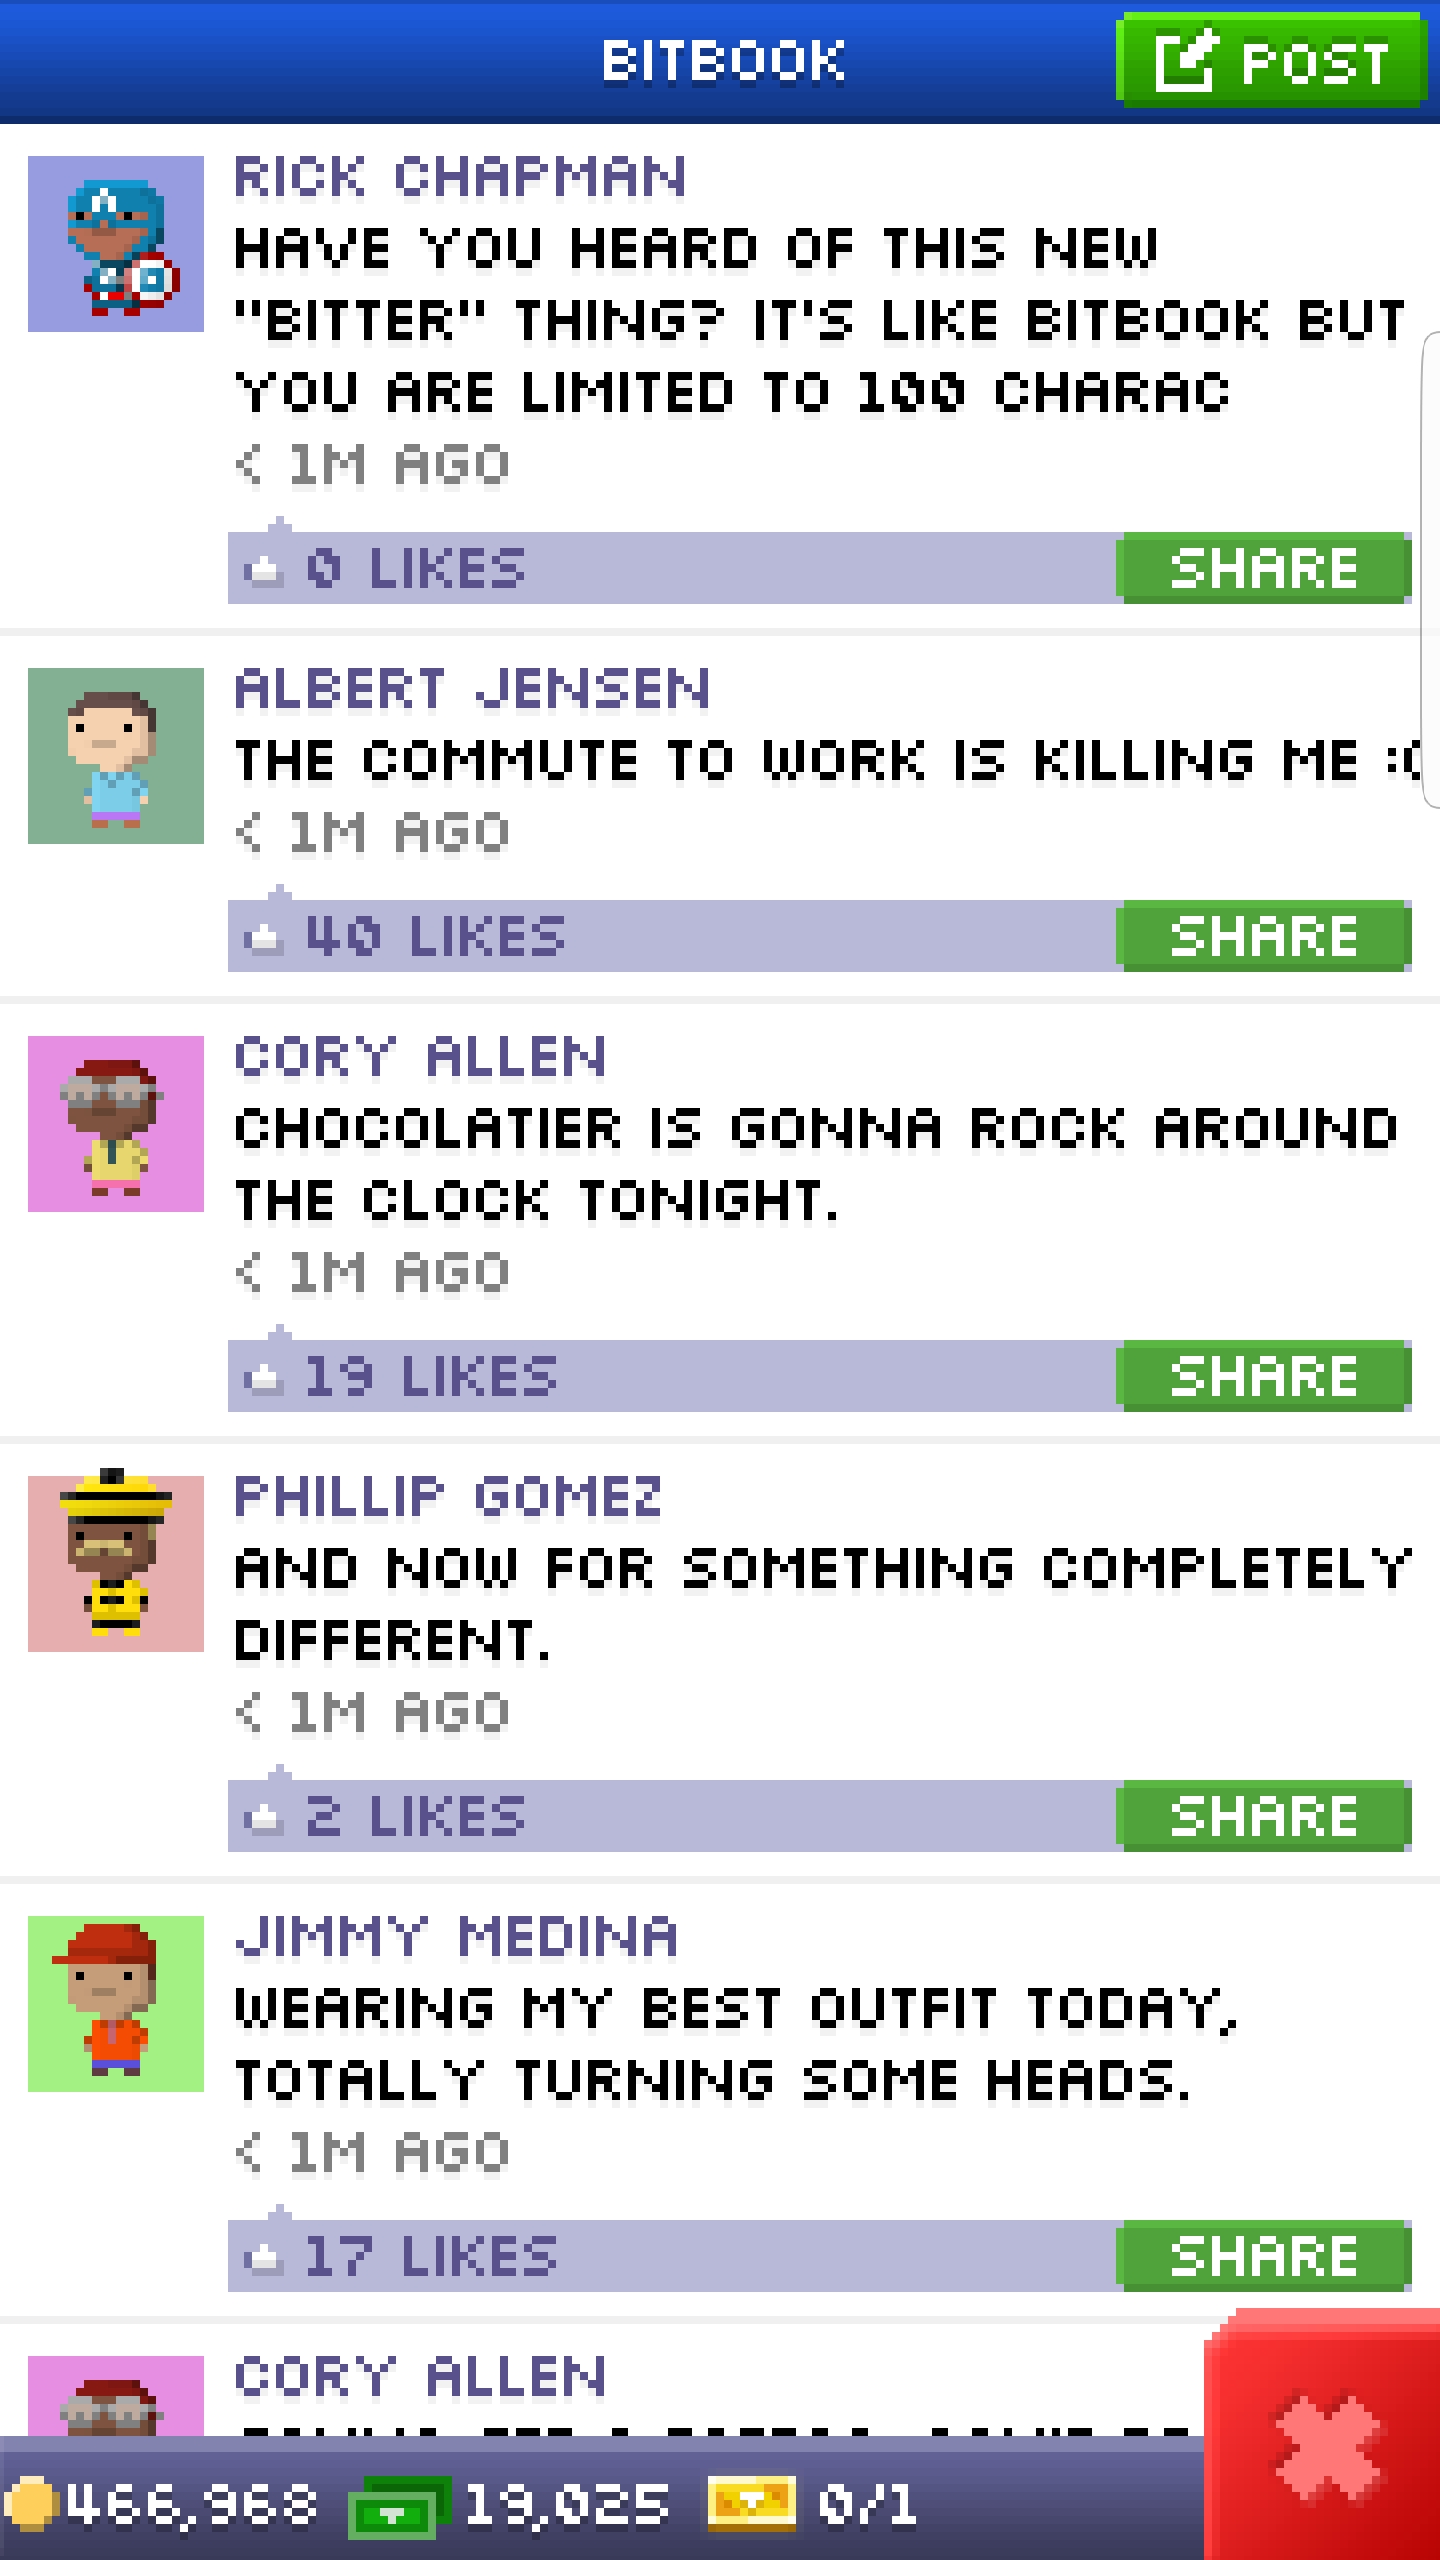 BITBOOK
POST
RICK CHAPMAN
HAVE YOU HEARD OF THIS NEW
"BITTER" THING? IT'S LIKE BITBOOK BUT
YOU ARE LIMITED TO 100 CHARAC
< 1M AGO
0 LIKES
SHARE
ALBERT JENSEN
THE COMMUTE TO WORK IS KILLING ME :(
< 1M AGO
40 LIKES
SHARE
CORY ALLEN
CHOCOLATIER IS GONNA ROCK AROUND
THE CLOCK TONIGHT.
< 1M AGO
19 LIKES
SHARE
PHILLIP GOMEZ
AND NOW FOR SOMETHING COMPLETELY
DIFFERENT.
< 1M AGO
2 LIKES
SHARE
JIMMY MEDINA
WEARING MY BEST OUTFIT TODAY,
TOTALLY TURNING SOME HEADS.
< 1M AGO
17 LIKES
SHARE
CORY ALLEN
466,968 19,025 0/1